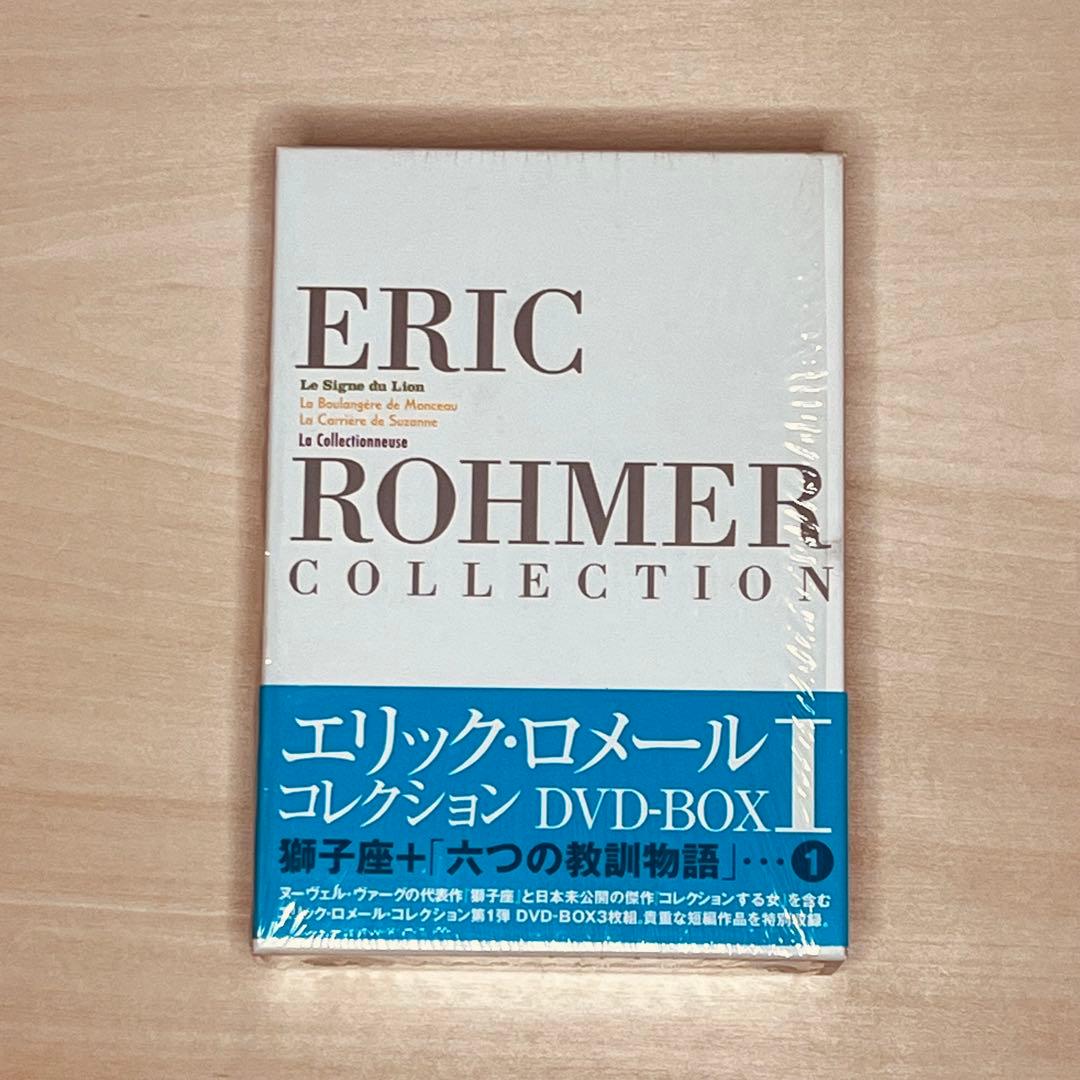 ERIC
Le Signe du Lion
La Boulangère de Monceau
La Carrière de Suzanne
La Collectionneuse
ROHMER
COLLECTION
エリック・ロメール
コレクション DVD-BOX I
獅子座+「六つの教訓物語」…1
ヌーヴェル・ヴァーグの代表作『獅子座』と日本未公開の傑作『コレクションする女』を含む
エリック・ロメール・コレクション第1弾 DVD-BOX3枚組。貴重な短編作品を特別収録。